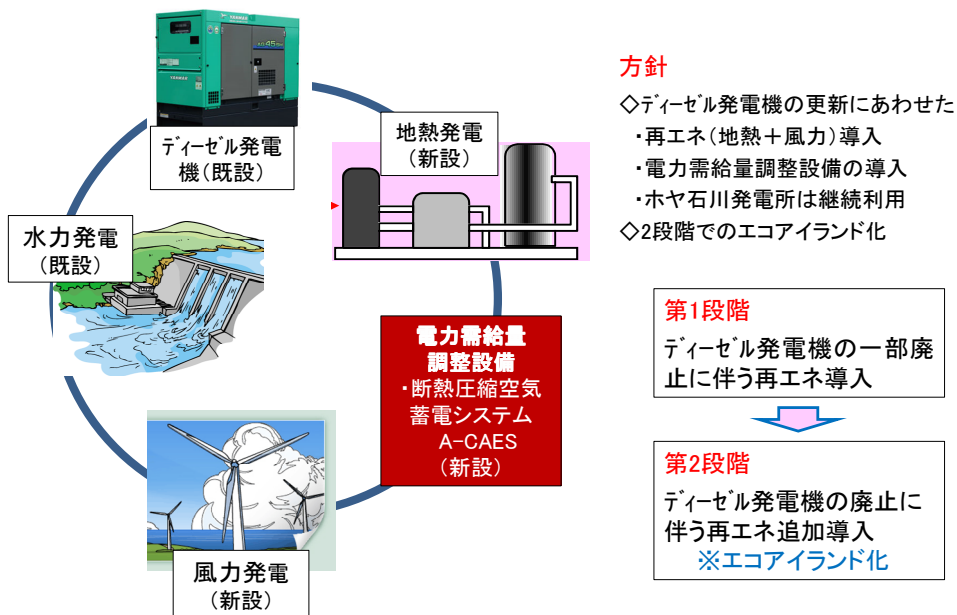 YANMAR
AG 45SH
ディーゼル発電
機(既設)
地熱発電
(新設)
水力発電
(既設)
電力需給量
調整設備
・断熱圧縮空気
蓄電システム
A-CAES
(新設)
風力発電
(新設)
方針
◇ディーゼル発電機の更新にあわせた
・再エネ(地熱+風力)導入
・電力需給量調整設備の導入
・ホヤ石川発電所は継続利用
◇2段階でのエコアイランド化
第1段階
ディーゼル発電機の一部廃
止に伴う再エネ導入
第2段階
ディーゼル発電機の廃止に
伴う再エネ追加導入
※エコアイランド化